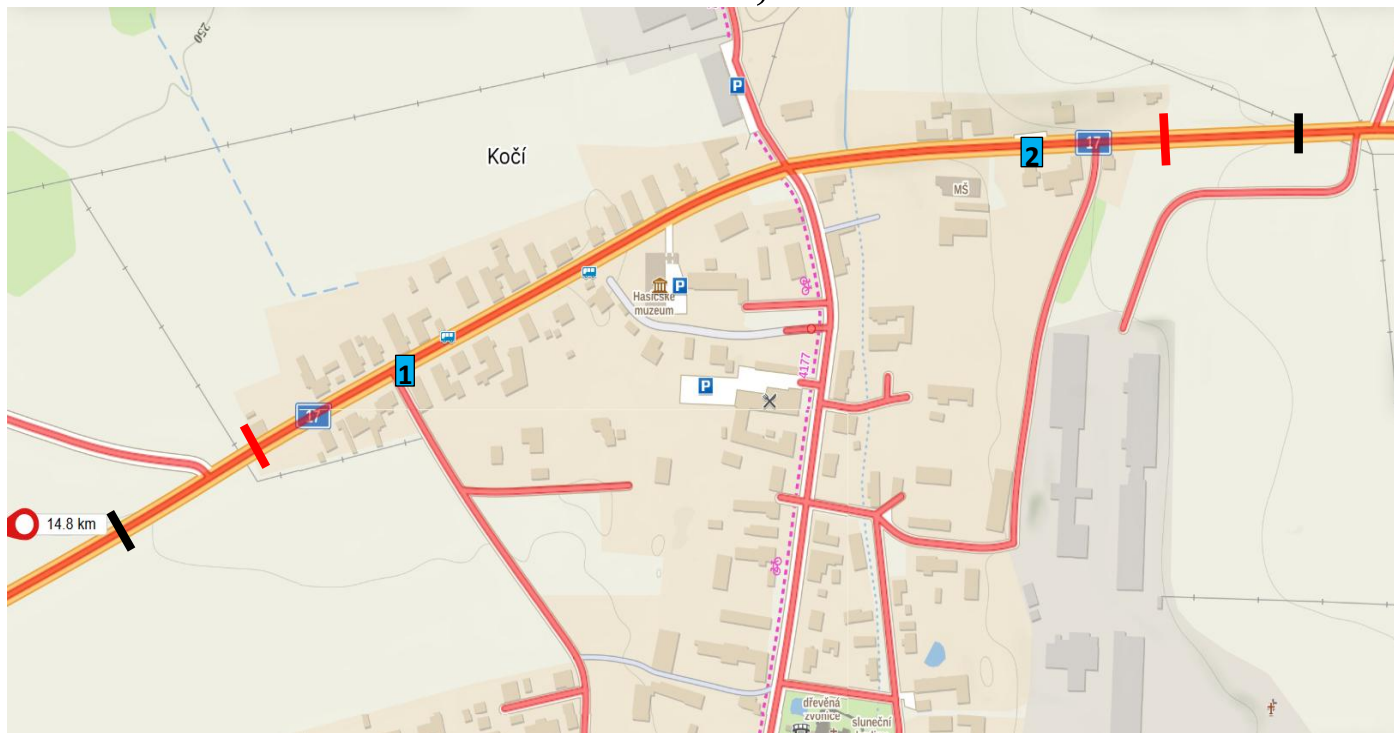 250
P
Kočí
2
17
MŠ
P
Hasičské
muzeum
1
4177
P
17
14.8 km
dřevěná
zvonice
sluneční